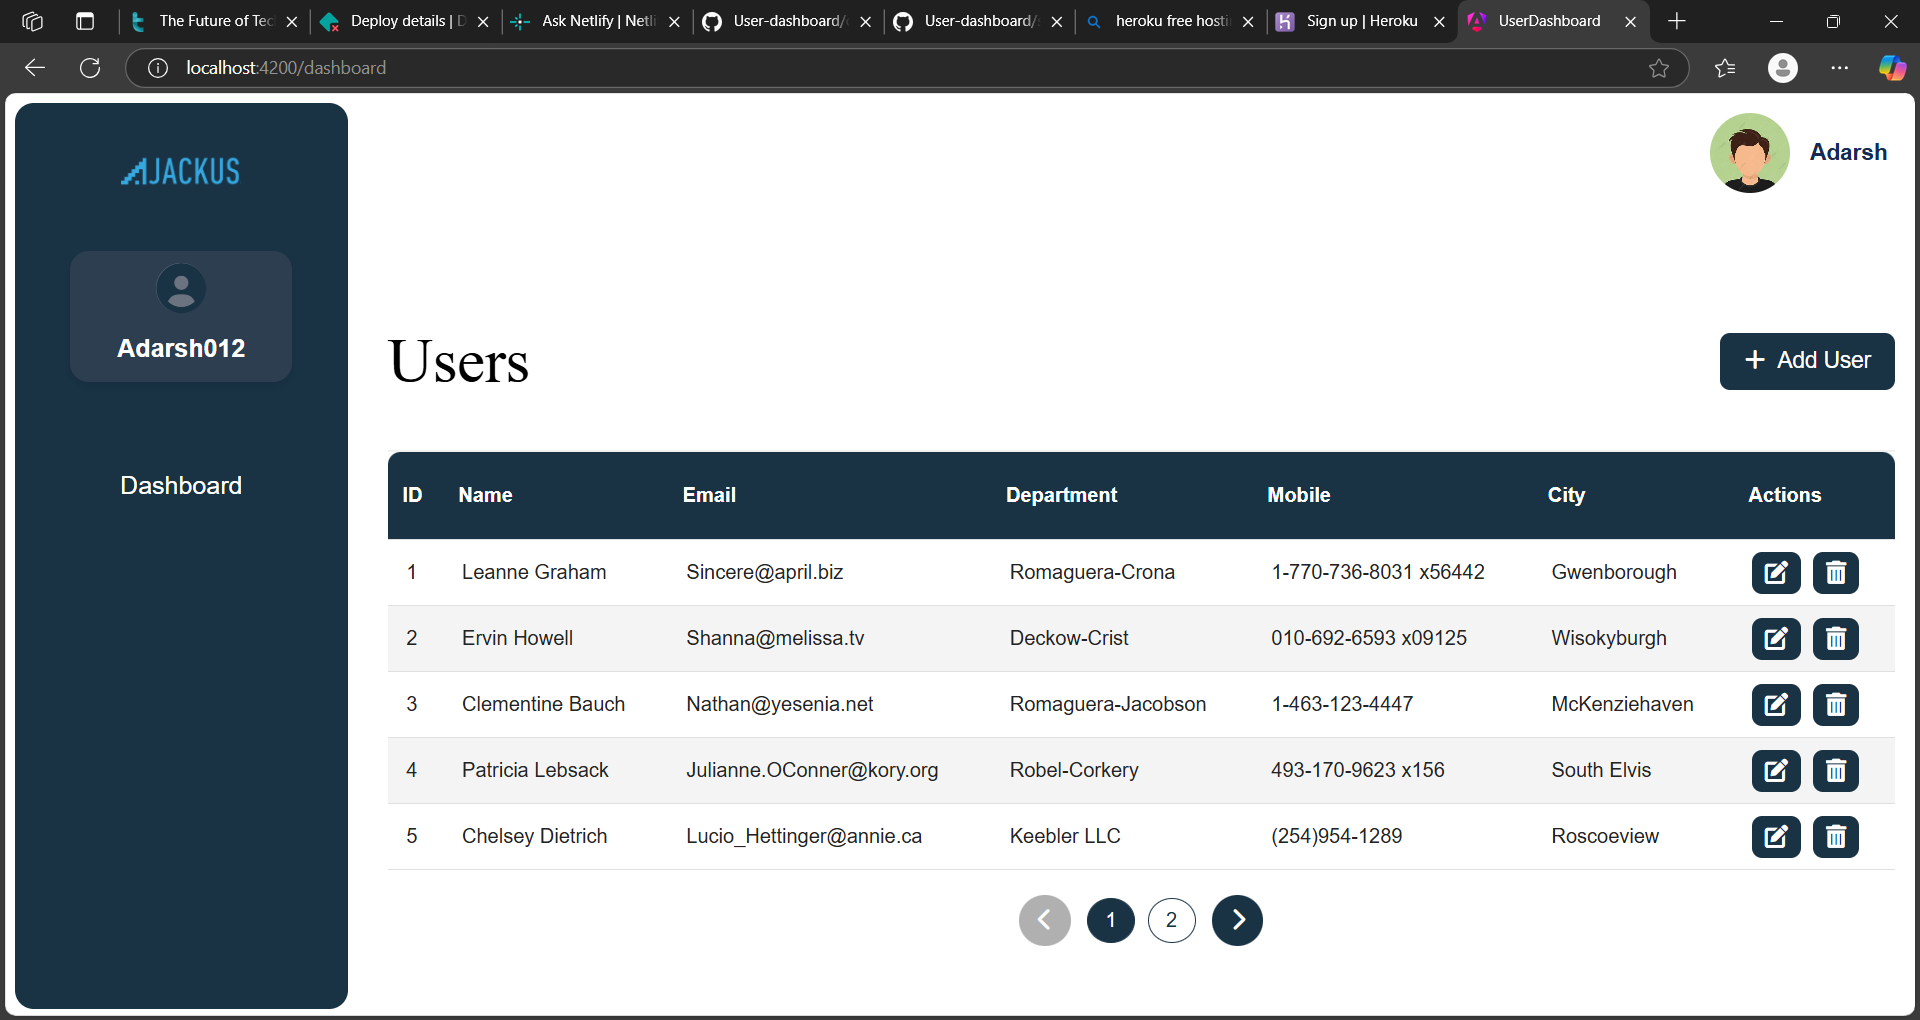 The Future of Tec
Deploy details | D
Ask Netlify | Netli
User-dashboard/
User-dashboard/
heroku free hosti
Sign up | Heroku
UserDashboard
localhost:4200/dashboard
AJACKUS
Adarsh
Adarsh012
Dashboard
Users
Add User
ID Name Email Department Mobile City Actions
1 Leanne Graham Sincere@april.biz Romaguera-Crona 1-770-736-8031 x56442 Gwenborough
2 Ervin Howell Shanna@melissa.tv Deckow-Crist 010-692-6593 x09125 Wisokyburgh
3 Clementine Bauch Nathan@yesenia.net Romaguera-Jacobson 1-463-123-4447 McKenziehaven
4 Patricia Lebsack Julianne.OConner@kory.org Robel-Corkery 493-170-9623 x156 South Elvis
5 Chelsey Dietrich Lucio_Hettinger@annie.ca Keebler LLC (254)954-1289 Roscoeview
1 2